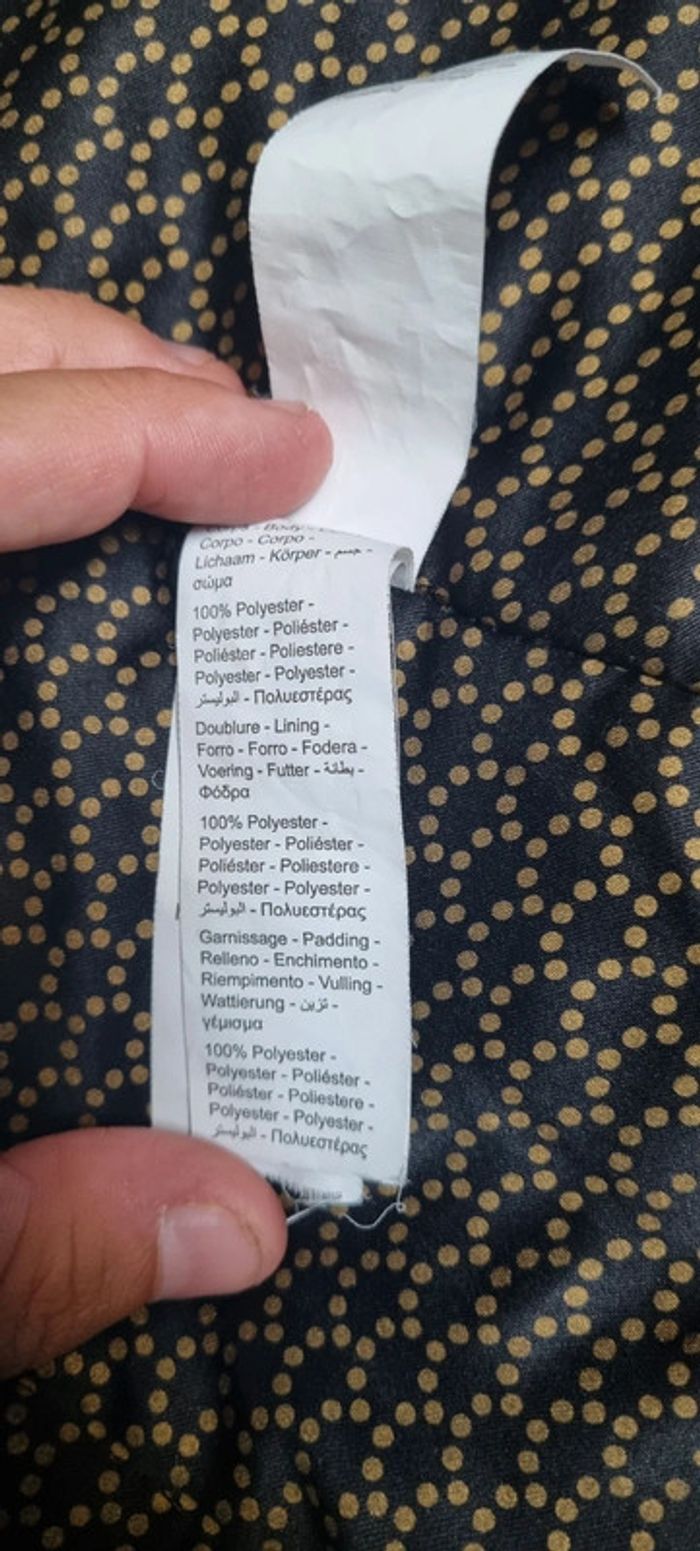 Corpo - Corpo -
Lichaam - Körper - جسم -
σώμα
100% Polyester -
Polyester - Poliéster -
Poliéster - Poliestere -
Polyester - Polyester -
البوليستر - Πολυεστέρας
Doublure - Lining -
Forro - Forro - Fodera -
Voering - Futter - بطانة -
Φόδρα
100% Polyester -
Polyester - Poliéster -
Poliéster - Poliestere -
Polyester - Polyester -
البوليستر - Πολυεστέρας
Garnissage - Padding -
Relleno - Enchimento -
Riempimento - Vulling -
Wattierung - تزيين -
γέμισμα
100% Polyester -
Polyester - Poliéster -
Poliéster - Poliestere -
Polyester - Polyester -
البوليستر - Πολυεστέρας